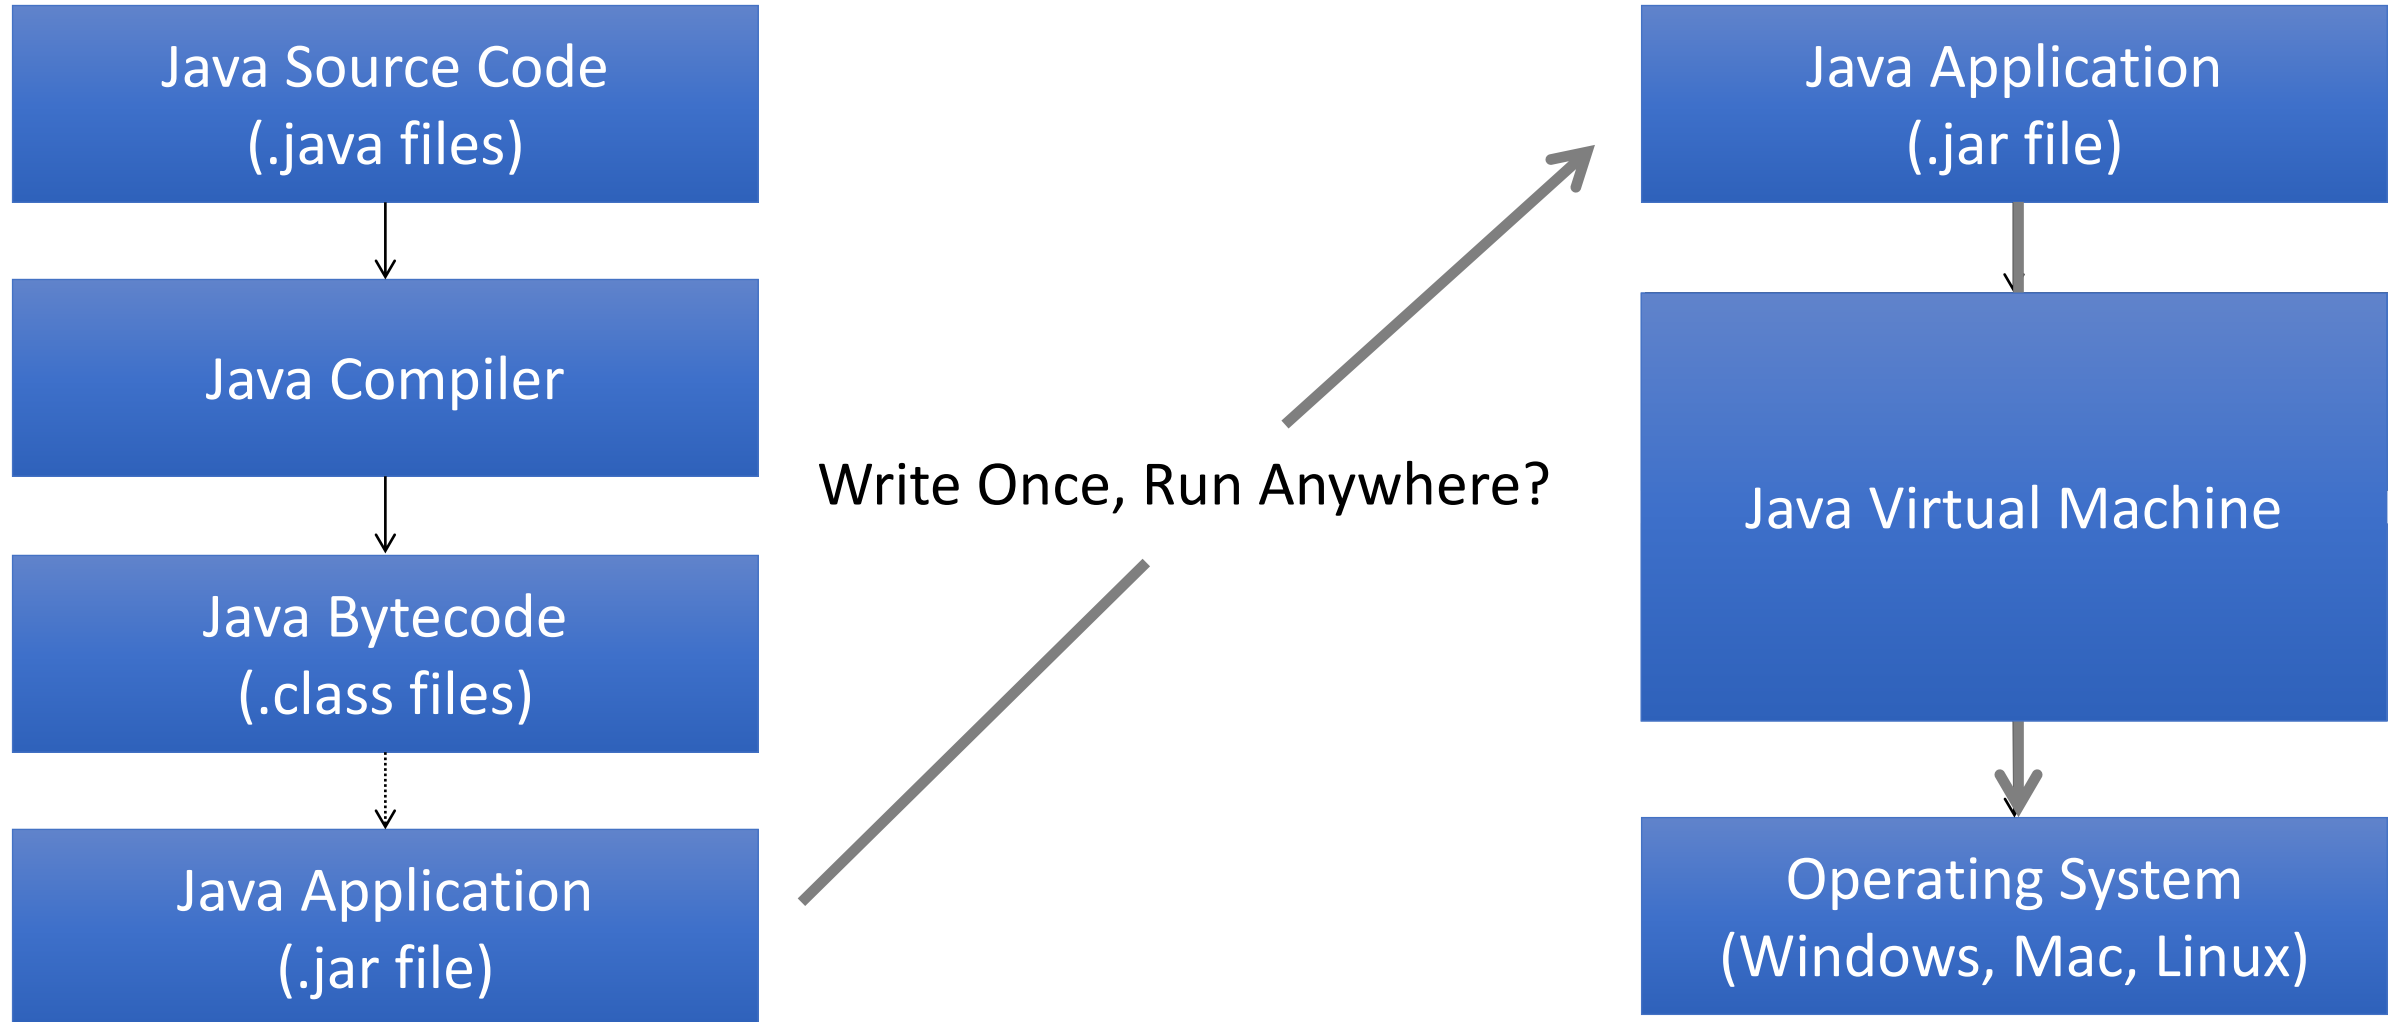 Java Source Code
(.java files)
Java Compiler
Java Bytecode
(.class files)
Java Application
(.jar file)
Write Once, Run Anywhere?
Java Application
(.jar file)
Java Virtual Machine
Operating System
(Windows, Mac, Linux)